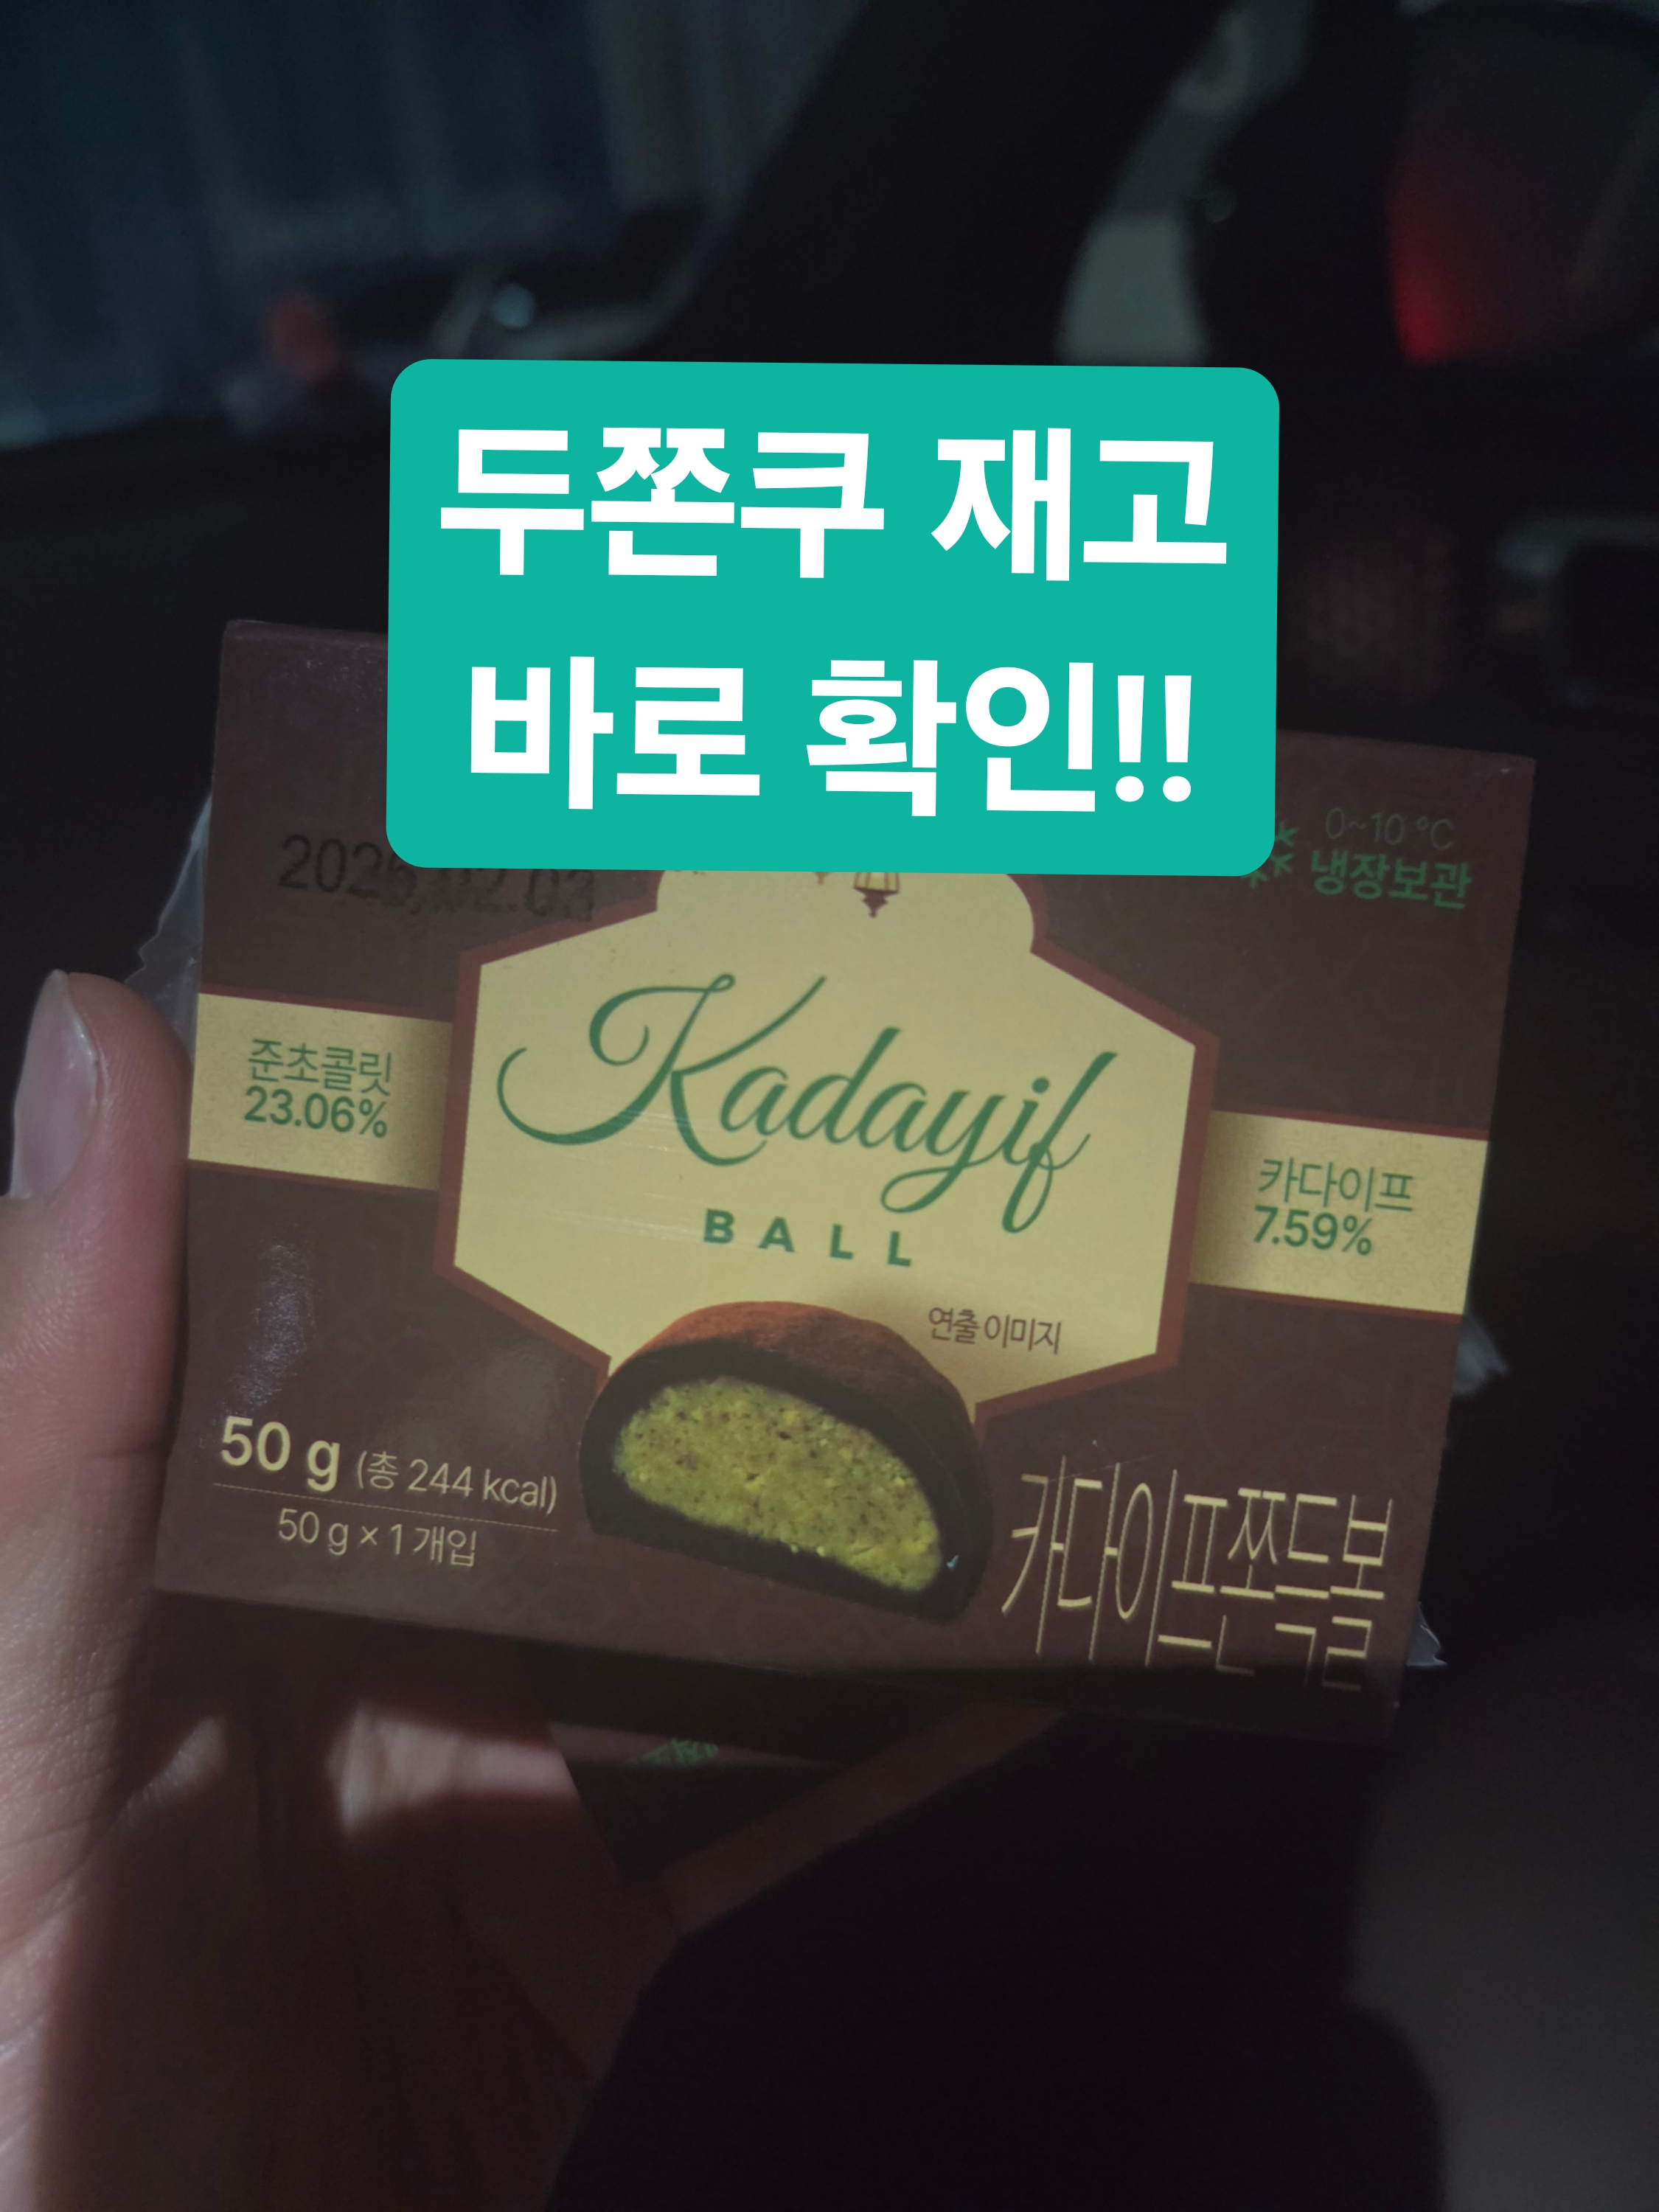 두쫀쿠 재고
바로 확인!!
0~10 ℃
냉장보관
Kadayif
BALL
준초콜릿
23.06%
카다이프
7.59%
연출 이미지
50 g (총 244 kcal)
50 g × 1 개입
카다이프쫀득볼